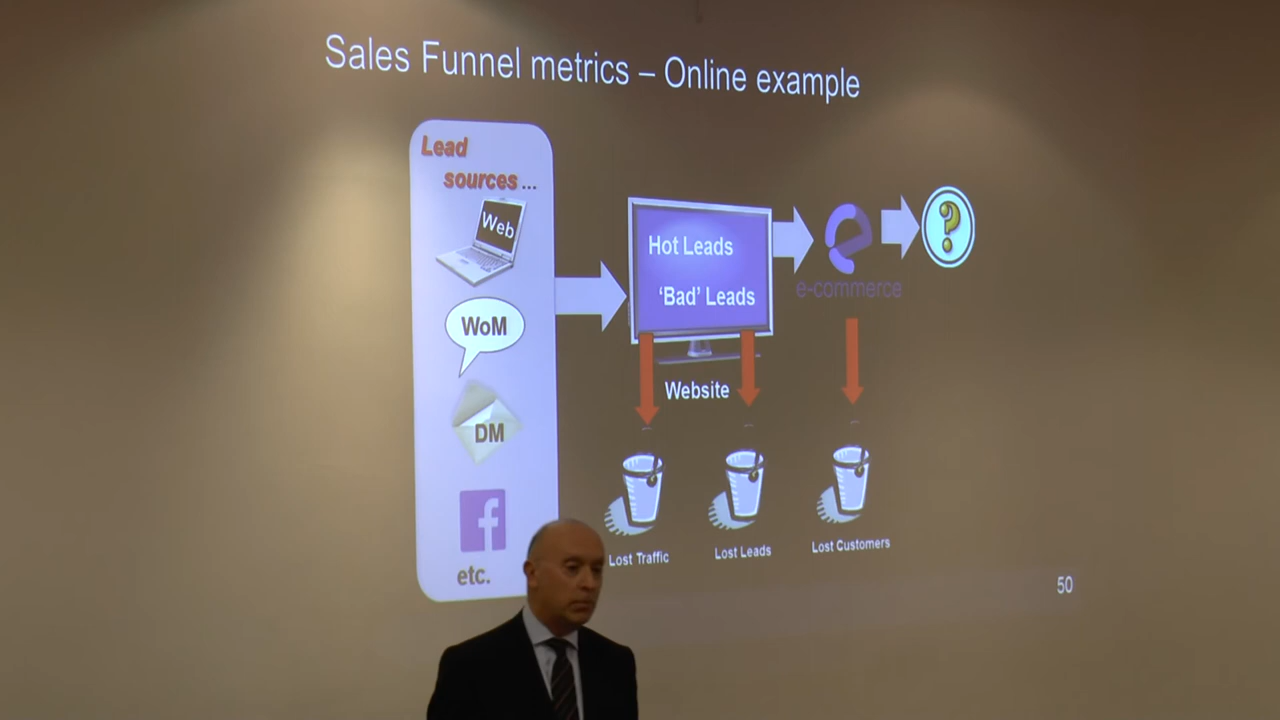 Sales Funnel metrics – Online example
Lead
sources...
Web
WoM
DM
f
etc.
Hot Leads
‘Bad’ Leads
Website
e-commerce
?
Lost Traffic
Lost Leads
Lost Customers
50